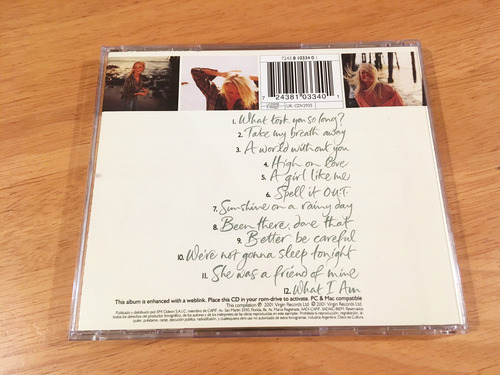 7243 8 10334 0 1
7 24381 03340 1
UK: CDV2935
1. What took you so long?
2. Take my breath away
3. A world without you
4. High on love
5. A girl like me
6. Spell it OUT
7. Sunshine on a rainy day
8. Been there, done that
9. Better be careful
10. We're not gonna sleep tonight
11. She was a friend of mine
12. What I Am
This album is enhanced with a weblink. Place this CD in your rom-drive to activate. PC & Mac compatible
This compilation ℗ 2001 Virgin Records Ltd. © 2001 Virgin Records Ltd.